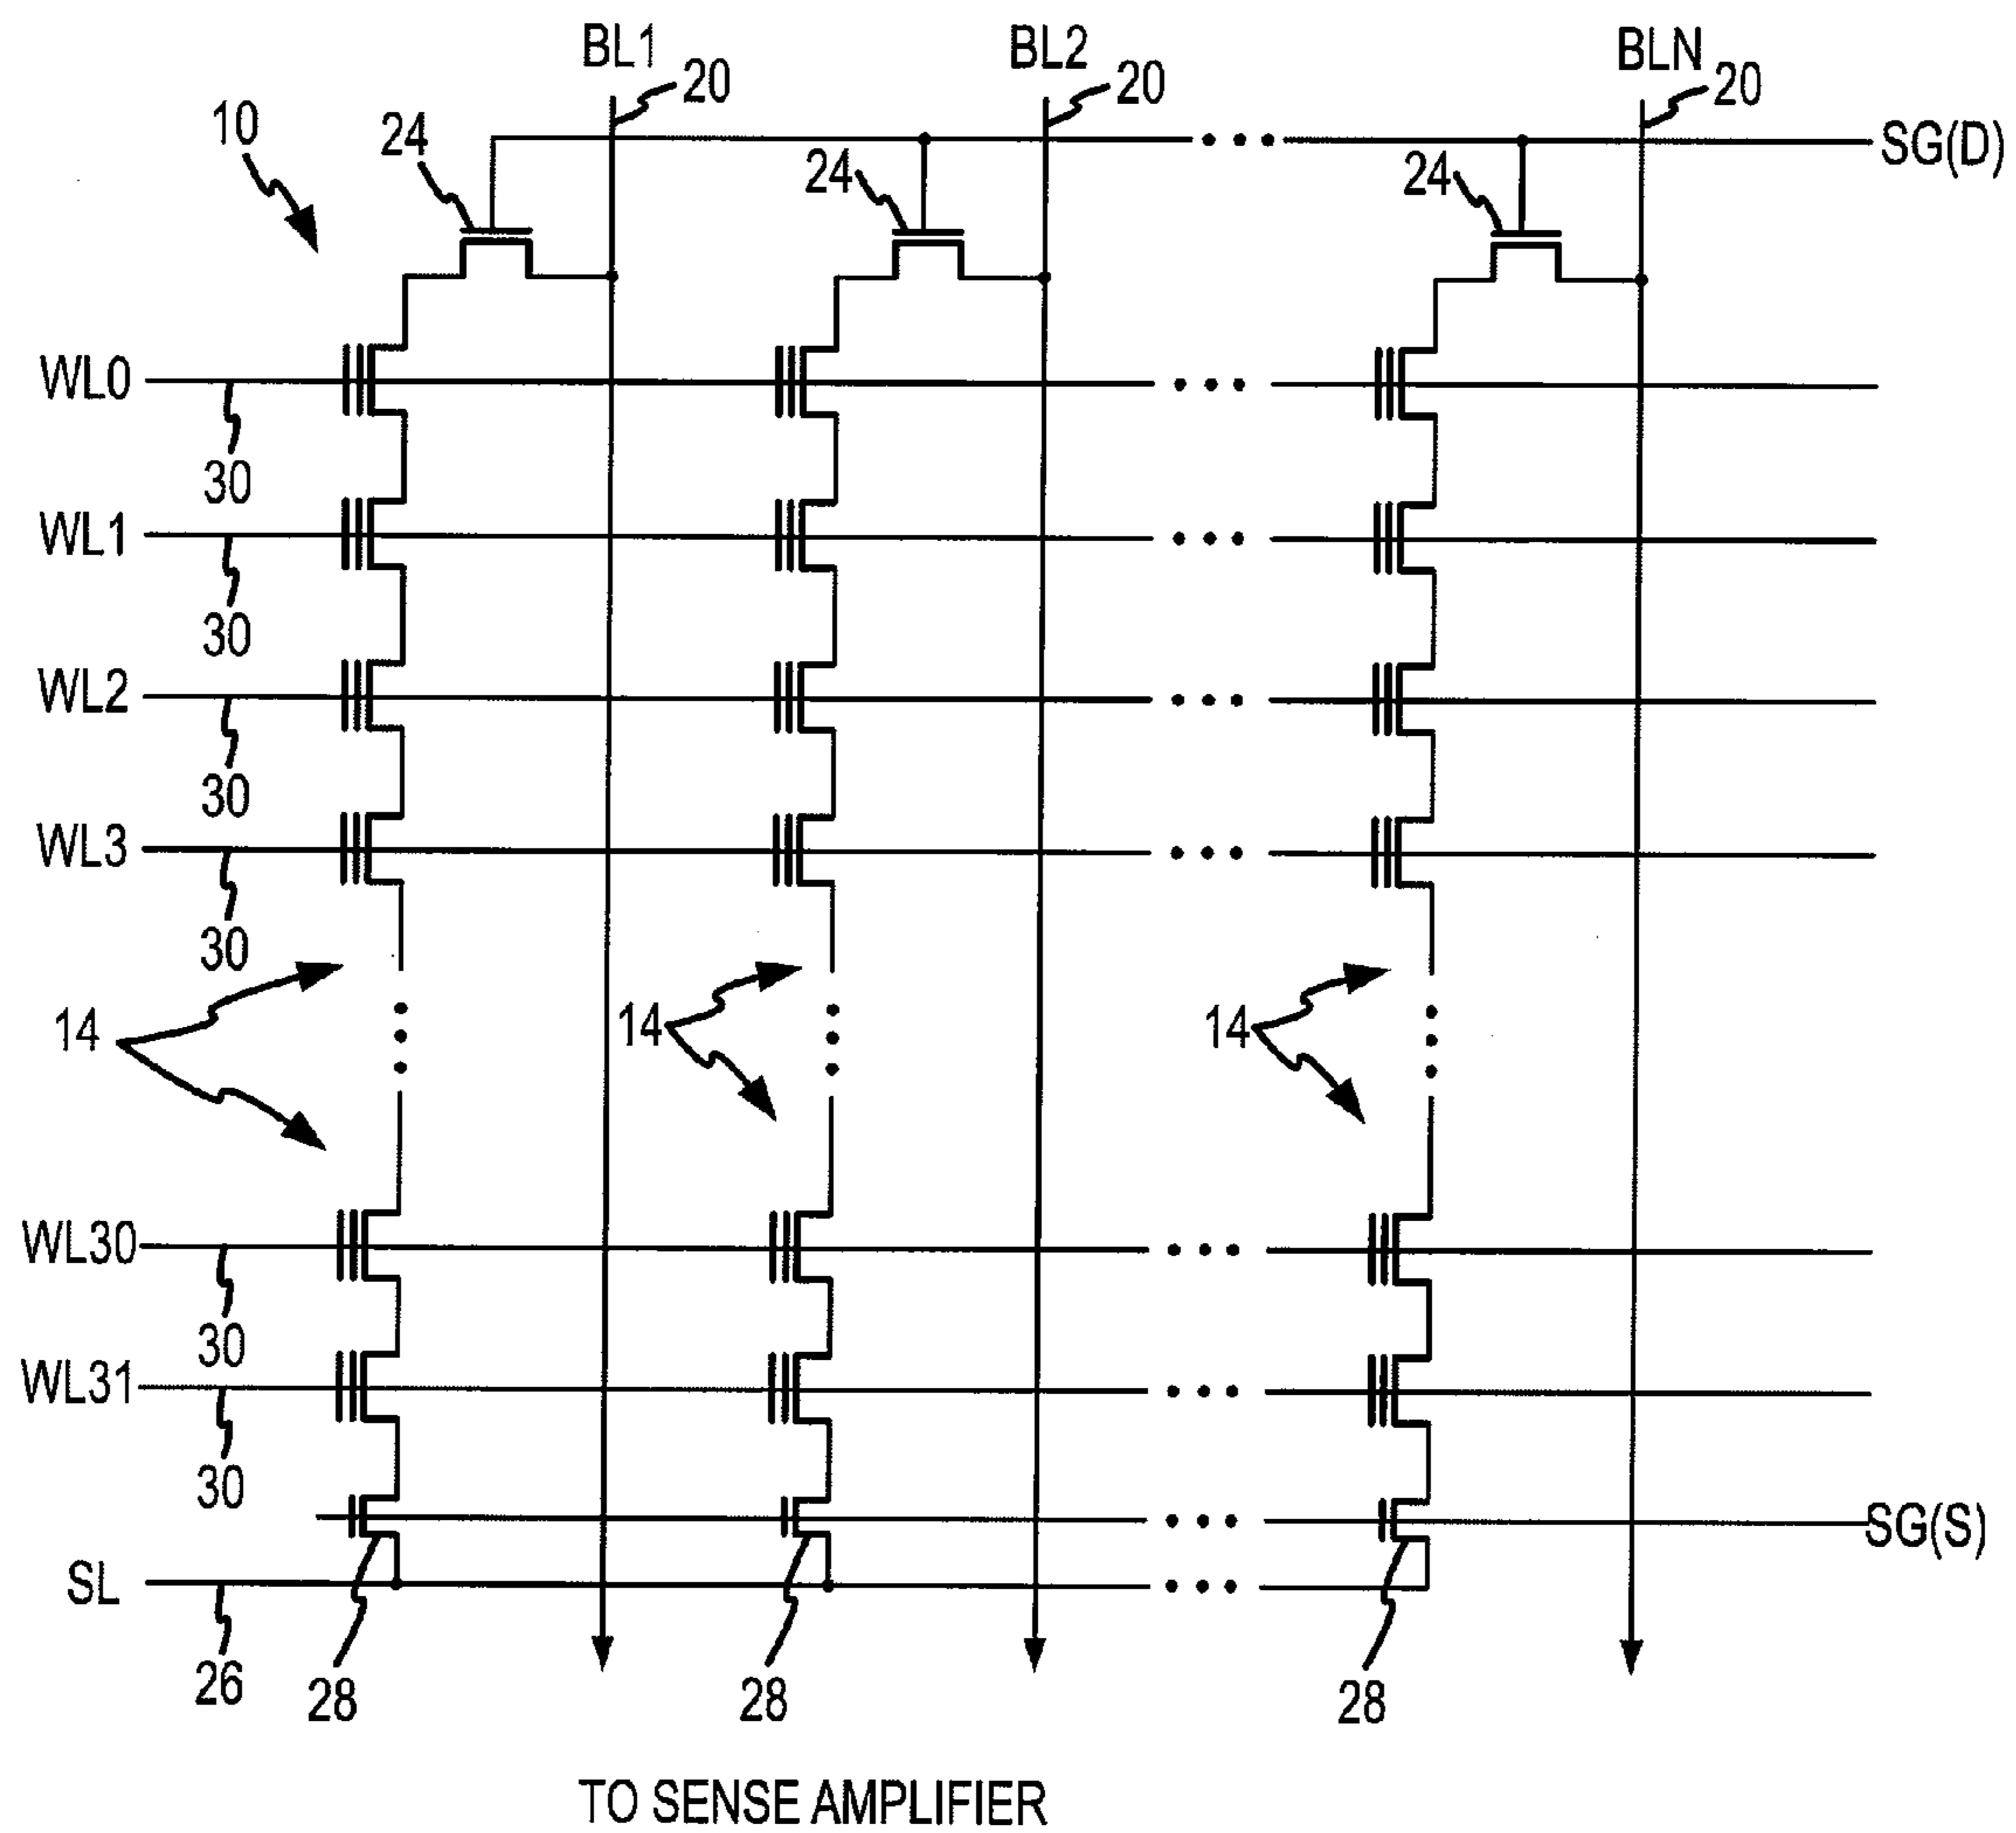 BL1 BL2 BLN
20 20 20
10 24 24 24 SG(D)
WL0
30
WL1
30
WL2
30
WL3
30
14 14 14
WL30
30
WL31
30
SG(S)
SL
26 28 28 28
TO SENSE AMPLIFIER